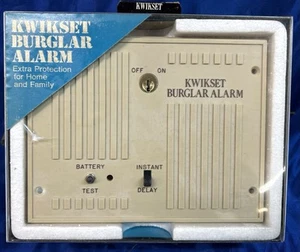 KWIKSET
KWIKSET
BURGLAR
ALARM
Extra Protection
for Home
and Family
OFF ON
KWIKSET
BURGLAR ALARM
BATTERY
TEST
INSTANT
DELAY